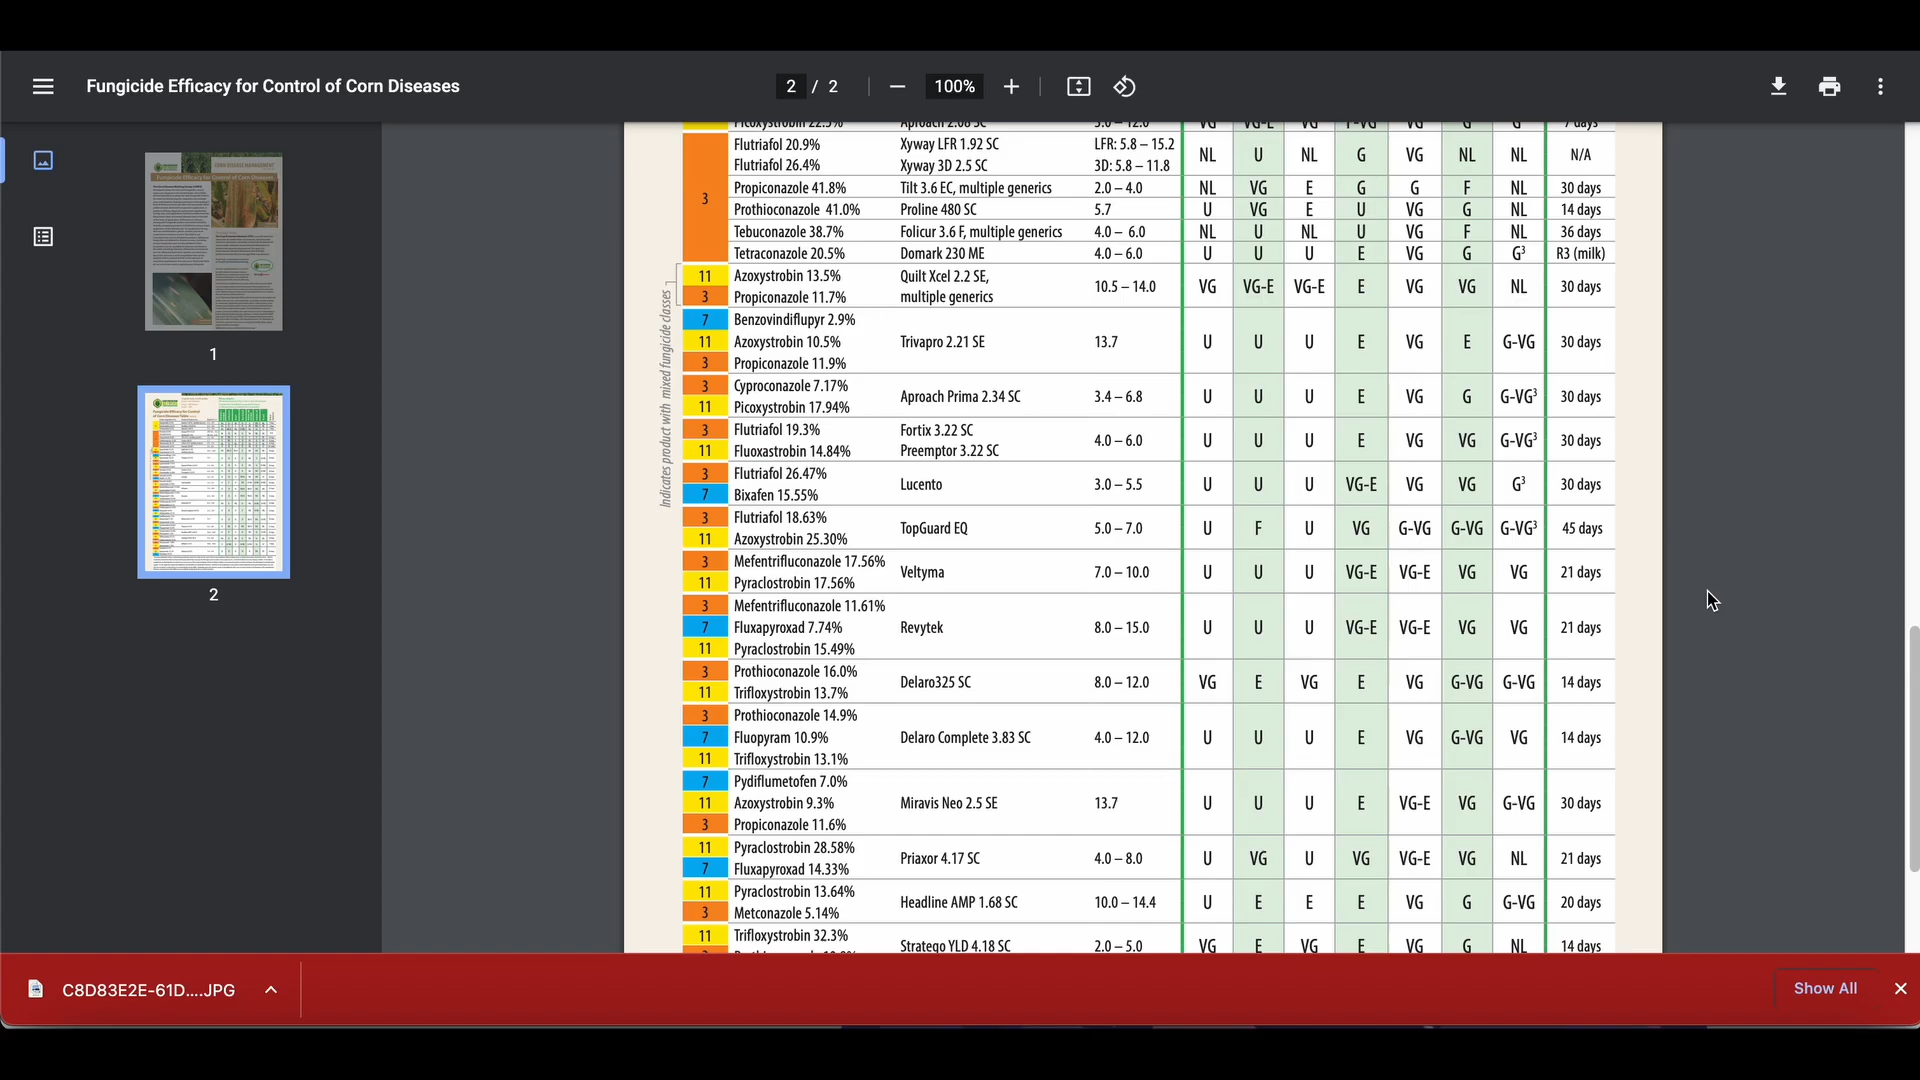 Fungicide Efficacy for Control of Corn Diseases
2 / 2
100%
1
2
Picoxystrobin 22.5% Aproach 2.08 SC 3.0 – 12.0 VG VG-E VG F-VG VG G G 7 days
Flutriafol 20.9% Xyway LFR 1.92 SC LFR: 5.8 – 15.2
Flutriafol 26.4% Xyway 3D 2.5 SC 3D: 5.8 – 11.8
NL U NL G VG NL NL N/A
3
Propiconazole 41.8% Tilt 3.6 EC, multiple generics 2.0 – 4.0 NL VG E G G F NL 30 days
Prothioconazole 41.0% Proline 480 SC 5.7 U VG E U VG G NL 14 days
Tebuconazole 38.7% Folicur 3.6 F, multiple generics 4.0 – 6.0 NL U NL U VG F NL 36 days
Tetraconazole 20.5% Domark 230 ME 4.0 – 6.0 U U U E VG G G³ R3 (milk)
Indicates product with mixed fungicide classes
11 Azoxystrobin 13.5% Quilt Xcel 2.2 SE,
3 Propiconazole 11.7% multiple generics
10.5 – 14.0 VG VG-E VG-E E VG VG NL 30 days
7 Benzovindiflupyr 2.9%
11 Azoxystrobin 10.5% Trivapro 2.21 SE 13.7 U U U E VG E G-VG 30 days
3 Propiconazole 11.9%
3 Cyproconazole 7.17%
11 Picoxystrobin 17.94%
Aproach Prima 2.34 SC 3.4 – 6.8 U U U E VG G G-VG³ 30 days
3 Flutriafol 19.3% Fortix 3.22 SC
11 Fluoxastrobin 14.84% Preemptor 3.22 SC
4.0 – 6.0 U U U E VG VG G-VG³ 30 days
3 Flutriafol 26.47%
7 Bixafen 15.55%
Lucento 3.0 – 5.5 U U U VG-E VG VG G³ 30 days
3 Flutriafol 18.63%
11 Azoxystrobin 25.30%
TopGuard EQ 5.0 – 7.0 U F U VG G-VG G-VG G-VG³ 45 days
3 Mefentrifluconazole 17.56%
11 Pyraclostrobin 17.56%
Veltyma 7.0 – 10.0 U U U VG-E VG-E VG VG 21 days
3 Mefentrifluconazole 11.61%
7 Fluxapyroxad 7.74% Revytek 8.0 – 15.0 U U U VG-E VG-E VG VG 21 days
11 Pyraclostrobin 15.49%
3 Prothioconazole 16.0%
11 Trifloxystrobin 13.7%
Delaro325 SC 8.0 – 12.0 VG E VG E VG G-VG G-VG 14 days
3 Prothioconazole 14.9%
7 Fluopyram 10.9% Delaro Complete 3.83 SC 4.0 – 12.0 U U U E VG G-VG VG 14 days
11 Trifloxystrobin 13.1%
7 Pydiflumetofen 7.0%
11 Azoxystrobin 9.3% Miravis Neo 2.5 SE 13.7 U U U E VG-E VG G-VG 30 days
3 Propiconazole 11.6%
11 Pyraclostrobin 28.58%
7 Fluxapyroxad 14.33%
Priaxor 4.17 SC 4.0 – 8.0 U VG U VG VG-E VG NL 21 days
11 Pyraclostrobin 13.64%
3 Metconazole 5.14%
Headline AMP 1.68 SC 10.0 – 14.4 U E E E VG G G-VG 20 days
11 Trifloxystrobin 32.3%
Stratego YLD 4.18 SC 2.0 – 5.0 VG E VG E VG G NL 14 days
C8D83E2E-61D....JPG
Show All